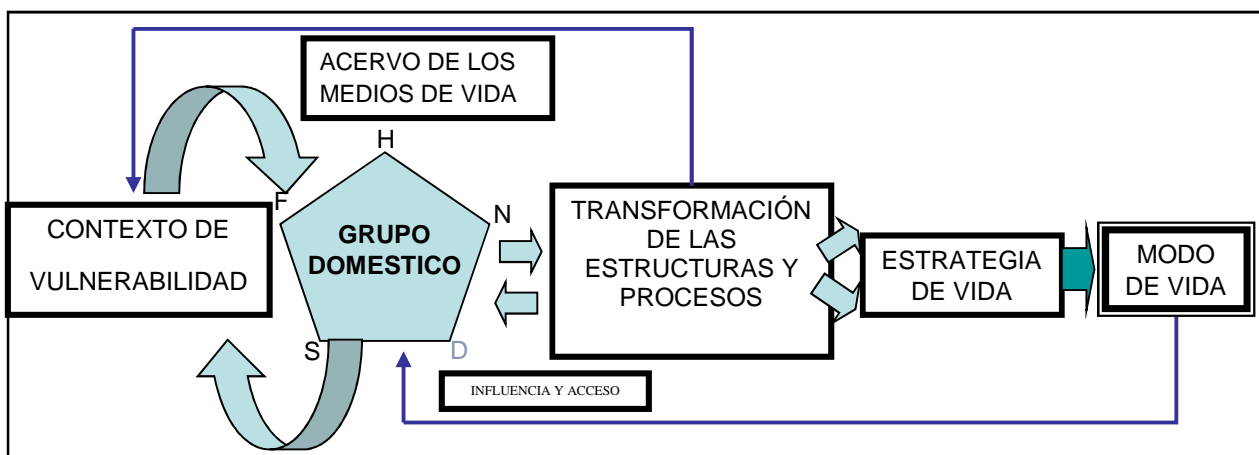 ACERVO DE LOS
MEDIOS DE VIDA
H
F
N
CONTEXTO DE
VULNERABILIDAD
GRUPO
DOMESTICO
TRANSFORMACIÓN
DE LAS
ESTRUCTURAS Y
PROCESOS
ESTRATEGIA
DE VIDA
MODO
DE VIDA
S
D
INFLUENCIA Y ACCESO